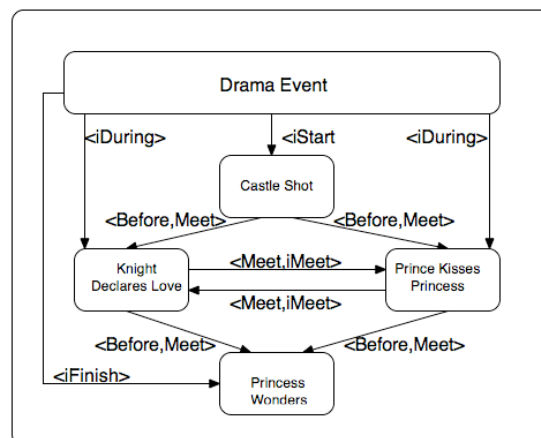 Drama Event
<iDuring>
<iStart
<iDuring>
Castle Shot
<Before,Meet>
<Before,Meet>
Knight
Declares Love
<Meet,iMeet>
Prince Kisses
Princess
<Meet,iMeet>
<Before,Meet>
<Before,Meet>
<iFinish>
Princess
Wonders